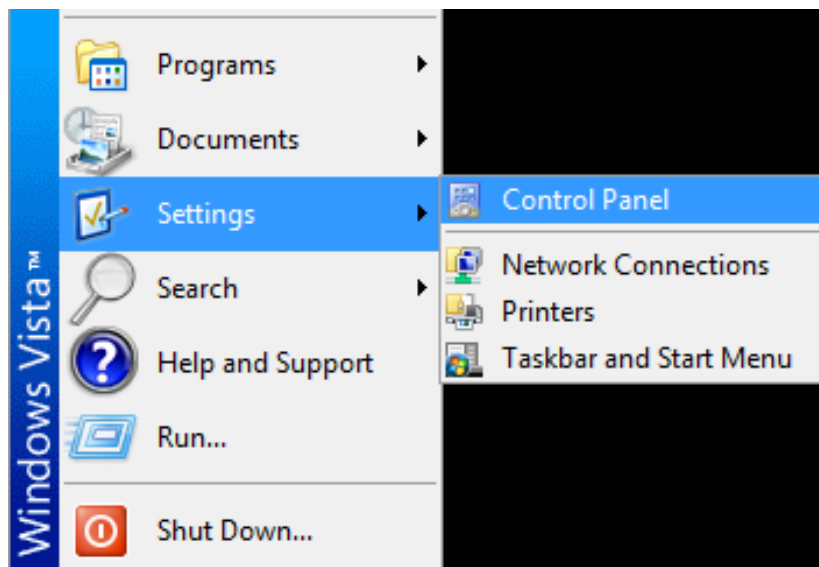 Windows Vista™
Programs
Documents
Settings
Search
Help and Support
Run...
Shut Down...
Control Panel
Network Connections
Printers
Taskbar and Start Menu